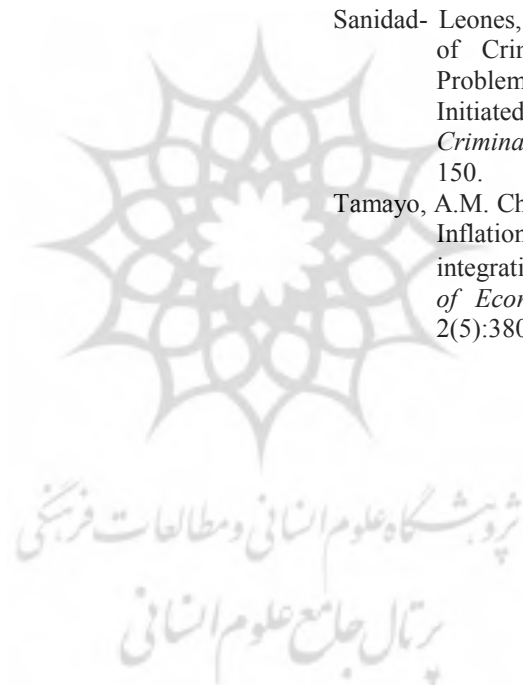 Sanidad- Leones,
of Crin
Problem
Initiated
Crimina
150.
Tamayo, A.M. Ch
Inflation
integrati
of Econ
2(5):380
پژوهشگاه علوم انسانی و مطالعات فرهنگی
پرتال جامع علوم انسانی